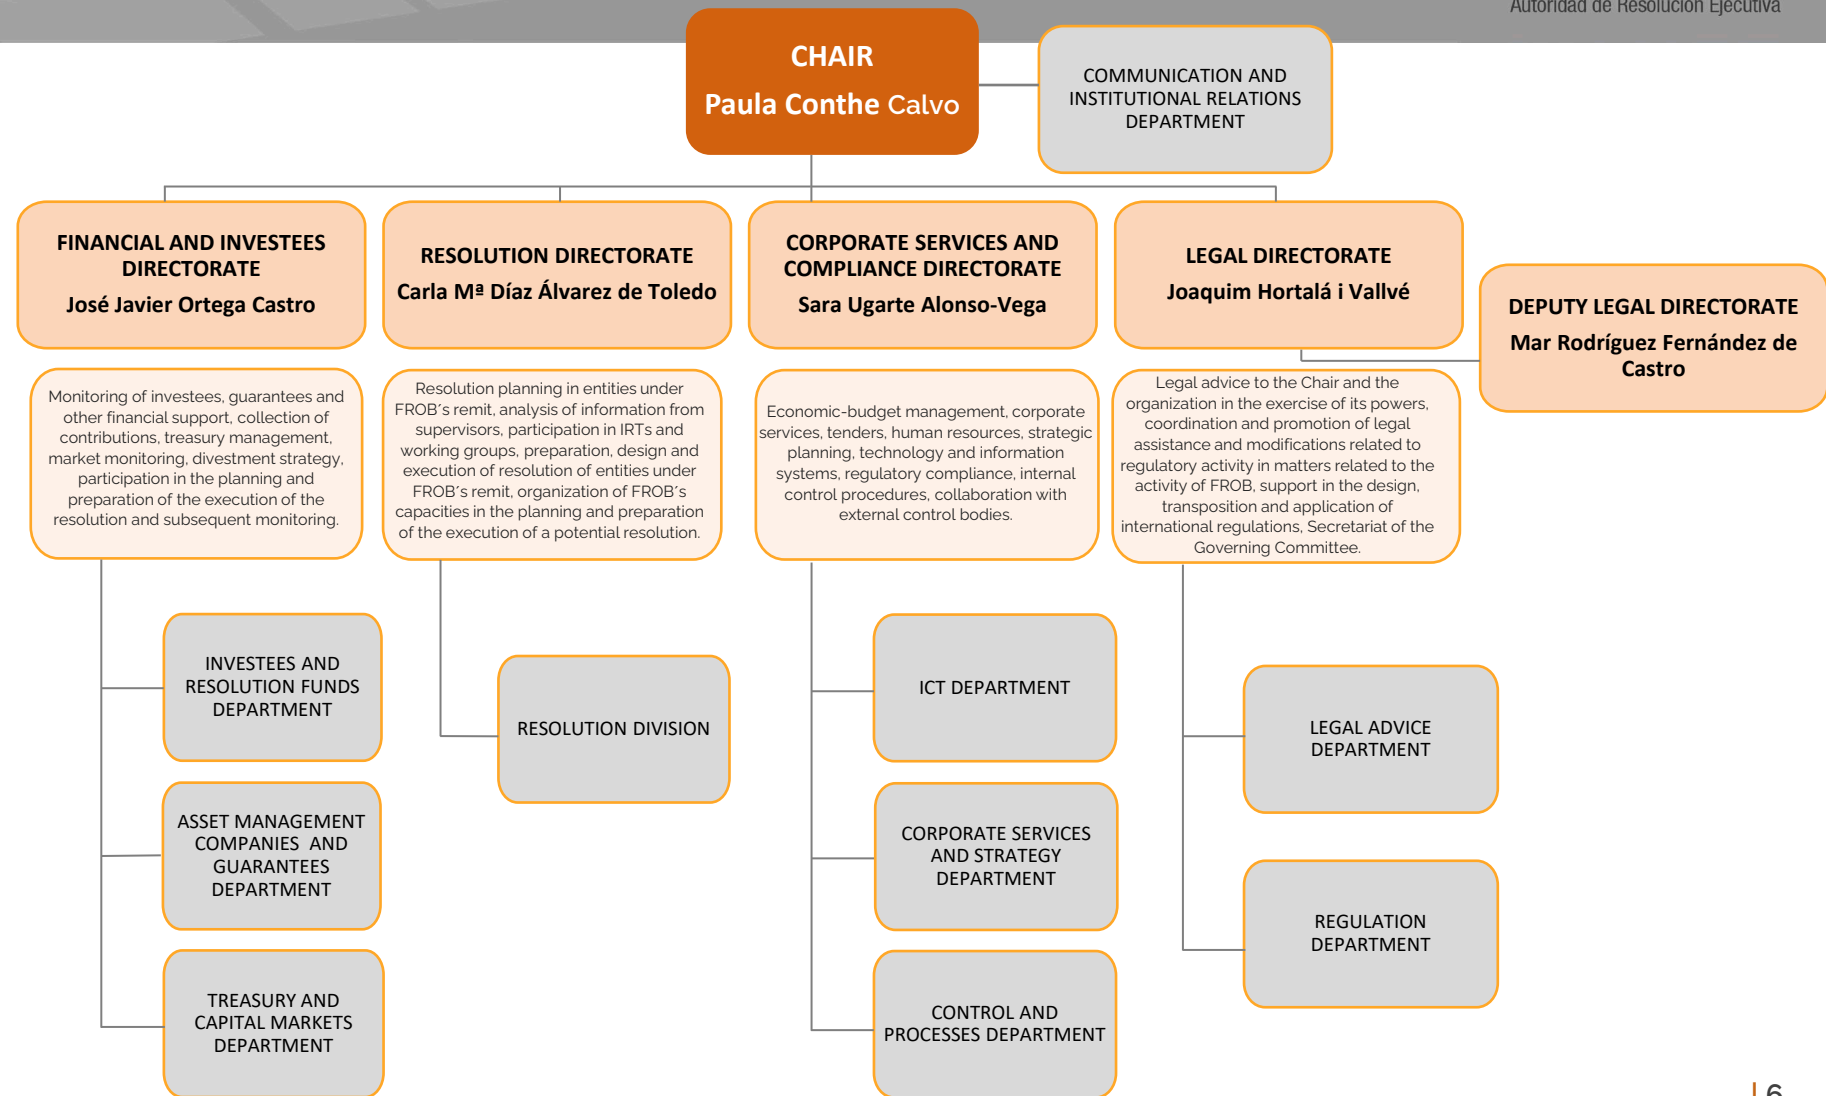 Autoridad de Resolución Ejecutiva
CHAIR
Paula Conthe Calvo
COMMUNICATION AND
INSTITUTIONAL RELATIONS
DEPARTMENT
FINANCIAL AND INVESTEES
DIRECTORATE
José Javier Ortega Castro
RESOLUTION DIRECTORATE
Carla Mª Díaz Álvarez de Toledo
CORPORATE SERVICES AND
COMPLIANCE DIRECTORATE
Sara Ugarte Alonso-Vega
LEGAL DIRECTORATE
Joaquim Hortalá i Vallvé
DEPUTY LEGAL DIRECTORATE
Mar Rodríguez Fernández de
Castro
Monitoring of investees, guarantees and
other financial support, collection of
contributions, treasury management,
market monitoring, divestment strategy,
participation in the planning and
preparation of the execution of the
resolution and subsequent monitoring.
Resolution planning in entities under
FROB´s remit, analysis of information from
supervisors, participation in IRTs and
working groups, preparation, design and
execution of resolution of entities under
FROB´s remit, organization of FROB´s
capacities in the planning and preparation
of the execution of a potential resolution.
Economic-budget management, corporate
services, tenders, human resources, strategic
planning, technology and information
systems, regulatory compliance, internal
control procedures, collaboration with
external control bodies.
Legal advice to the Chair and the
organization in the exercise of its powers,
coordination and promotion of legal
assistance and modifications related to
regulatory activity in matters related to the
activity of FROB, support in the design,
transposition and application of
international regulations, Secretariat of the
Governing Committee.
INVESTEES AND
RESOLUTION FUNDS
DEPARTMENT
ASSET MANAGEMENT
COMPANIES AND
GUARANTEES
DEPARTMENT
TREASURY AND
CAPITAL MARKETS
DEPARTMENT
RESOLUTION DIVISION
ICT DEPARTMENT
CORPORATE SERVICES
AND STRATEGY
DEPARTMENT
CONTROL AND
PROCESSES DEPARTMENT
LEGAL ADVICE
DEPARTMENT
REGULATION
DEPARTMENT
| 6